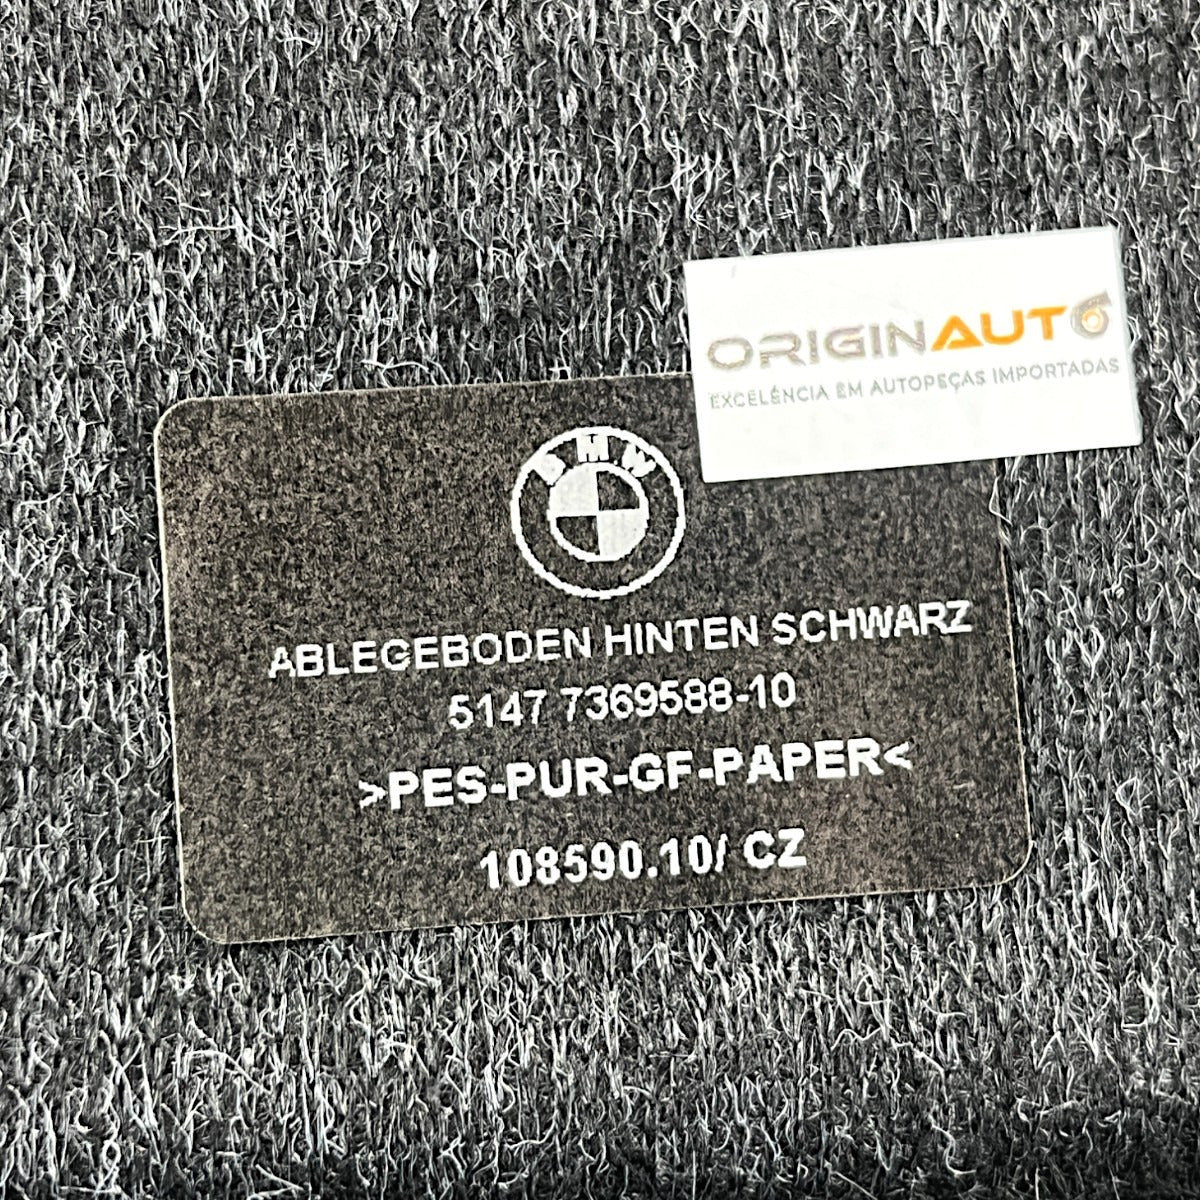 ORIGINAUTO
EXCELÊNCIA EM AUTOPEÇAS IMPORTADAS
BMW
ABLEGEBODEN HINTEN SCHWARZ
5147 7369588-10
>PES-PUR-GF-PAPER<
108590.10/ CZ